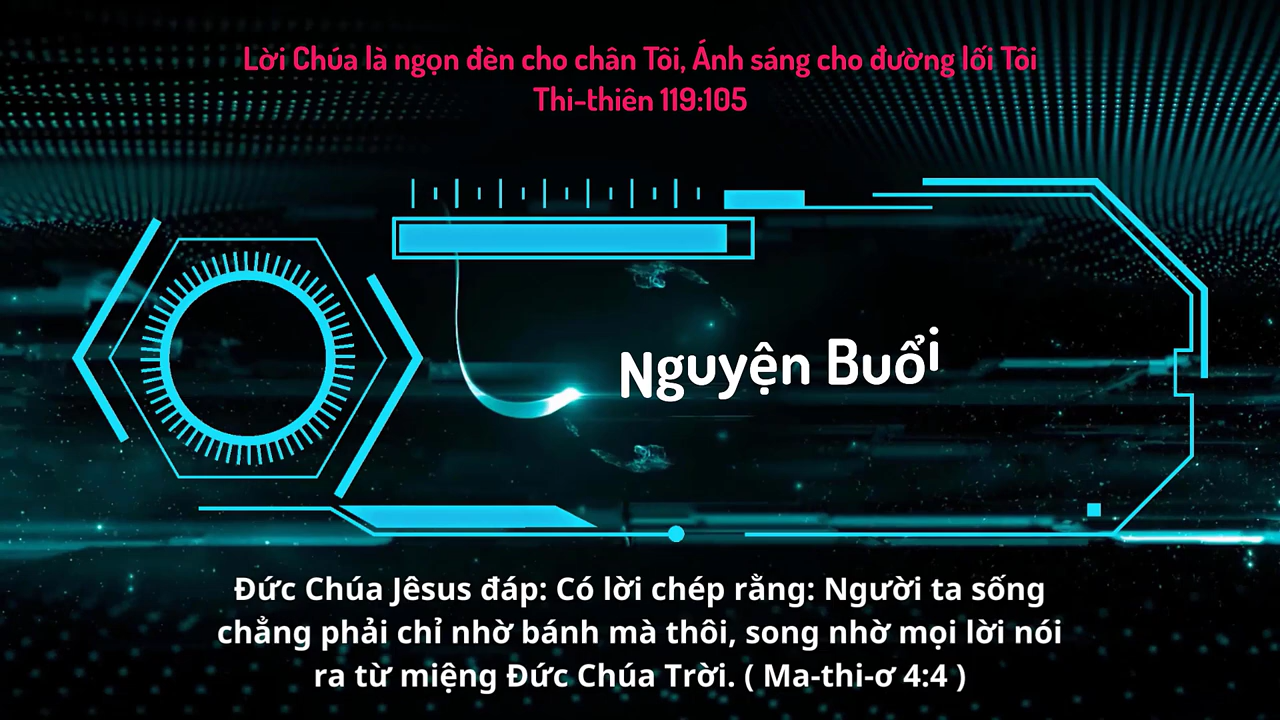 Lời Chúa là ngọn đèn cho chân Tôi, Ánh sáng cho đường lối Tôi
Thi-thiên 119:105
Nguyện Buổi
Đức Chúa Jêsus đáp: Có lời chép rằng: Người ta sống
chẳng phải chỉ nhờ bánh mà thôi, song nhờ mọi lời nói
ra từ miệng Đức Chúa Trời. ( Ma-thi-ơ 4:4 )